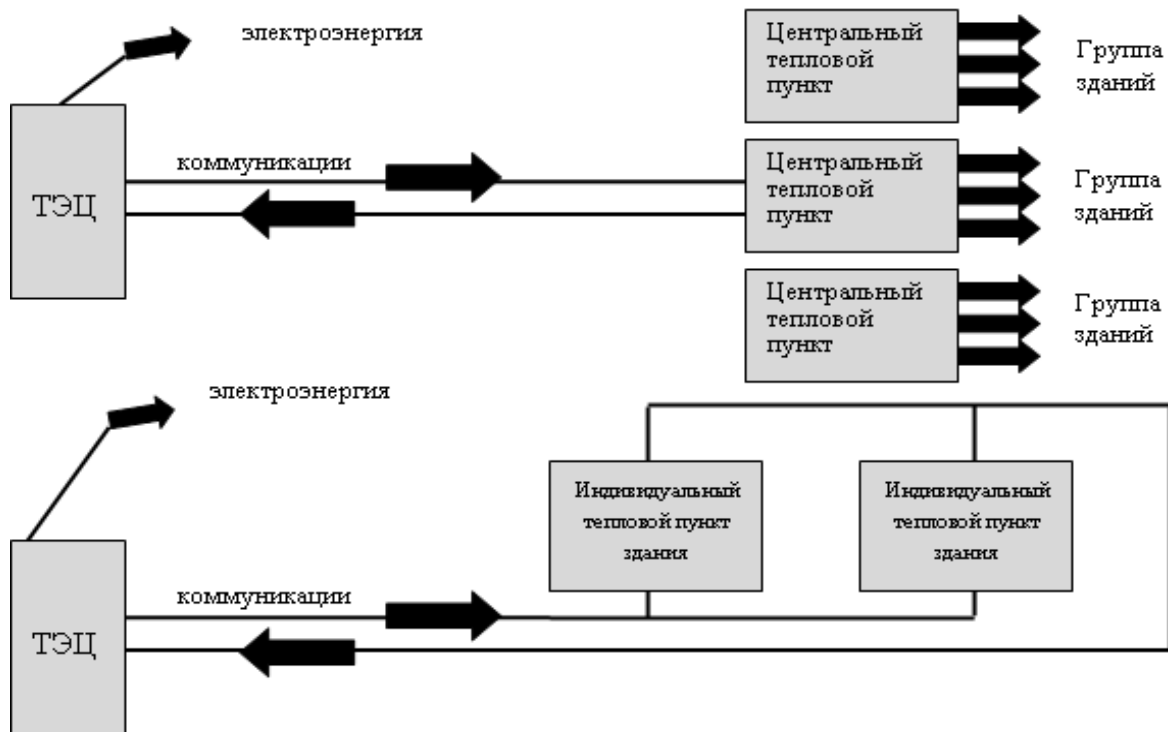 электроэнергия
Центральный
тепловой
пункт
Группа
зданий
коммуникации
ТЭЦ
Центральный
тепловой
пункт
Группа
зданий
Центральный
тепловой
пункт
Группа
зданий
электроэнергия
Индивидуальный
тепловой пункт
здания
Индивидуальный
тепловой пункт
здания
коммуникации
ТЭЦ